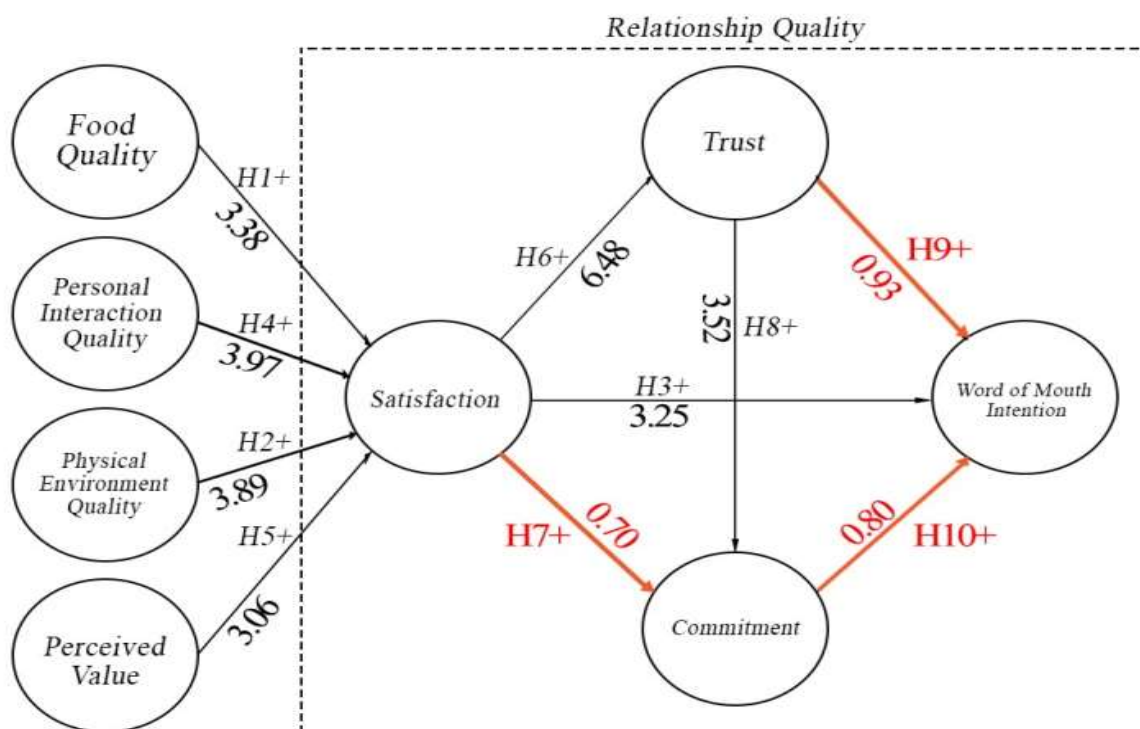 Relationship Quality
Food
Quality
H1+
3.38
Personal
Interaction
Quality
H4+
3.97
Physical
Environment
Quality
H2+
3.89
Perceived
Value
H5+
3.06
Satisfaction
H6+
6.48
Trust
3.52
H8+
H3+
3.25
H9+
0.93
Word of Mouth
Intention
H7+
0.70
Commitment
0.80
H10+